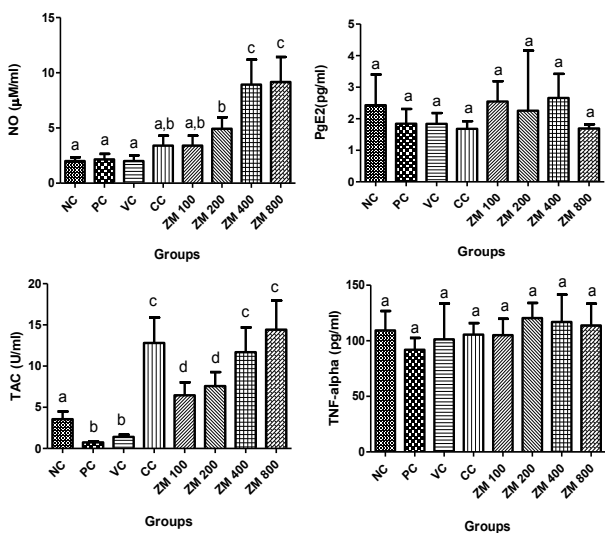 NO (µM/ml)
15
10
5
0
a
a
a
a,b
a,b
b
c
c
NC
PC
VC
CC
ZM 100
ZM 200
ZM 400
ZM 800
Groups
PgE2(pg/ml)
5
4
3
2
1
0
a
a
a
a
a
a
a
a
NC
PC
VC
CC
ZM 100
ZM 200
ZM 400
ZM 800
Groups
TAC (U/ml)
20
15
10
5
0
a
b
b
c
d
d
c
c
NC
PC
VC
CC
ZM 100
ZM 200
ZM 400
ZM 800
Groups
TNF-alpha (pg/ml)
150
100
50
0
a
a
a
a
a
a
a
a
NC
PC
VC
CC
ZM 100
ZM 200
ZM 400
ZM 800
Groups